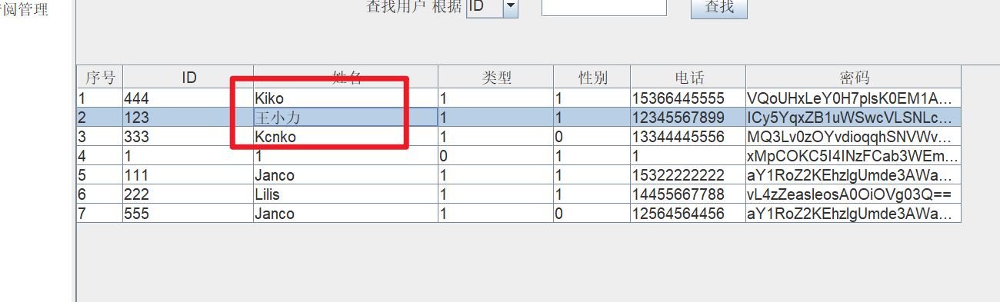 阅管理
查找用户 根据 ID 查找
序号 ID 姓名 类型 性别 电话 密码
1 444 Kiko 1 1 15366445555 VQoUHxLeY0H7plsK0EM1A...
2 123 王小力 1 1 12345567899 ICy5YqxZB1uWSwcVLSNLc...
3 333 Kcnko 1 0 13344445556 MQ3Lv0zOYvdioqqhSNVWv...
4 1 1 0 1 1 xMpCOKC5I4INzFCab3WEm...
5 111 Janco 1 1 15322222222 aY1RoZ2KEhzlgUmde3AWa...
6 222 Lilis 1 1 14455667788 vL4zZeasleosA0OiOVg03Q==
7 555 Janco 1 0 12564564456 aY1RoZ2KEhzlgUmde3AWa...